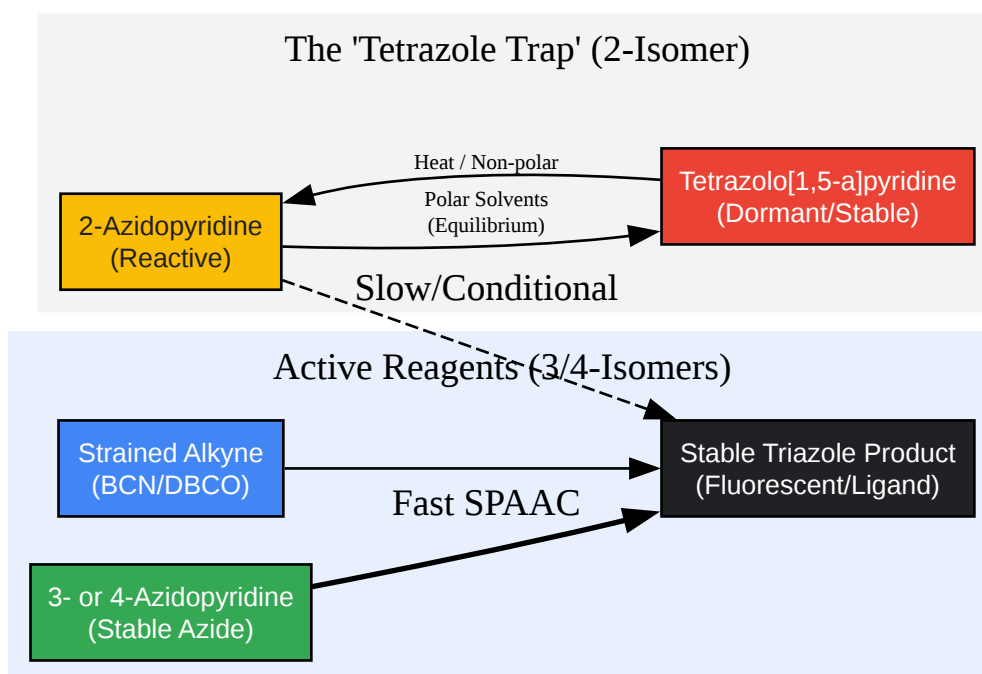 The 'Tetrazole Trap' (2-Isomer)
Heat / Non-polar
Tetrazolo[1,5-a]pyridine
(Dormant/Stable)
Polar Solvents
(Equilibrium)
2-Azidopyridine
(Reactive)
Slow/Conditional
Active Reagents (3/4-Isomers)
Strained Alkyne
(BCN/DBCO)
Stable Triazole Product
(Fluorescent/Ligand)
Fast SPAAC
3- or 4-Azidopyridine
(Stable Azide)